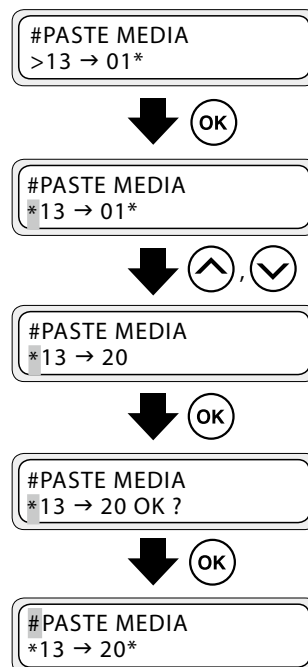 #PASTE MEDIA
>13 → 01*
OK
#PASTE MEDIA
*13 → 01*
,
#PASTE MEDIA
*13 → 20
OK
#PASTE MEDIA
*13 → 20 OK ?
OK
#PASTE MEDIA
*13 → 20*